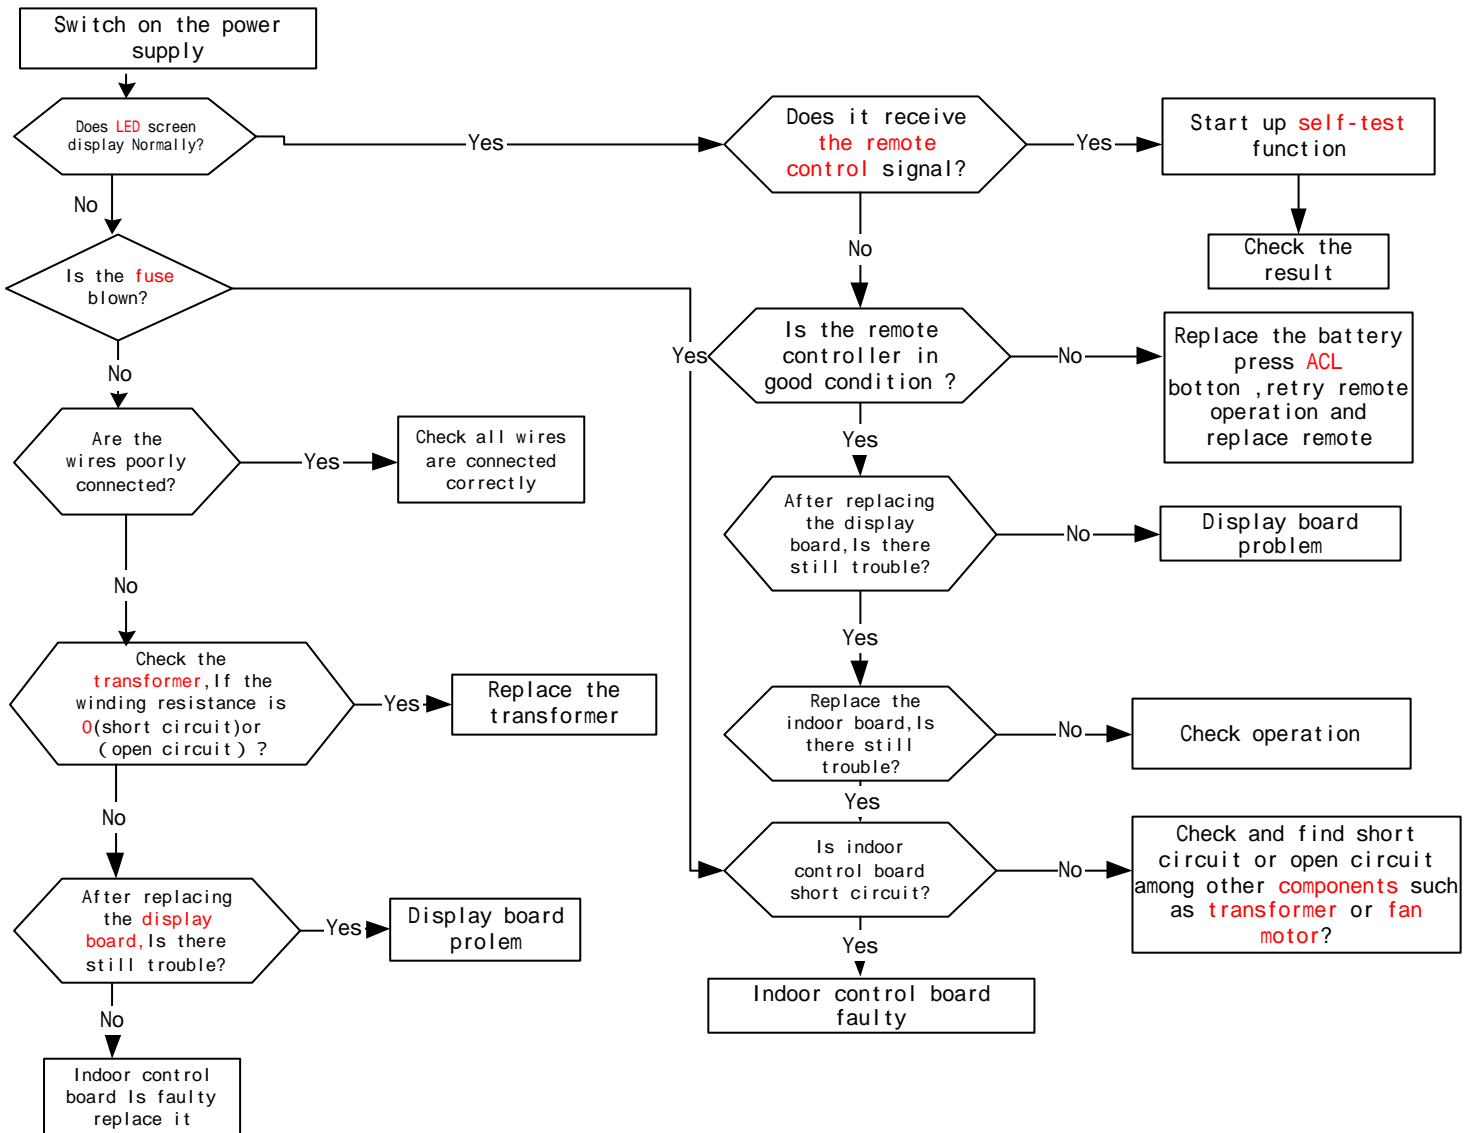 Switch on the power
supply
Does LED screen
display Normally?
Yes
Does it receive
the remote
control signal?
Yes
Start up self-test
function
No
No
Check the
result
Is the fuse
blown?
Yes
Is the remote
controller in
good condition ?
No
Replace the battery
press ACL
botton ,retry remote
operation and
replace remote
No
Are the
wires poorly
connected?
Yes
Check all wires
are connected
correctly
Yes
After replacing
the display
board,Is there
still trouble?
No
Display board
problem
No
Yes
Check the
transformer,If the
winding resistance is
0(short circuit)or
(open circuit) ?
Yes
Replace the
transformer
Replace the
indoor board,Is
there still
trouble?
No
Check operation
No
Yes
Is indoor
control board
short circuit?
No
Check and find short
circuit or open circuit
among other components such
as transformer or fan
motor?
After replacing
the display
board,Is there
still trouble?
Yes
Display board
prolem
Yes
Indoor control board
faulty
No
Indoor control
board Is faulty
replace it